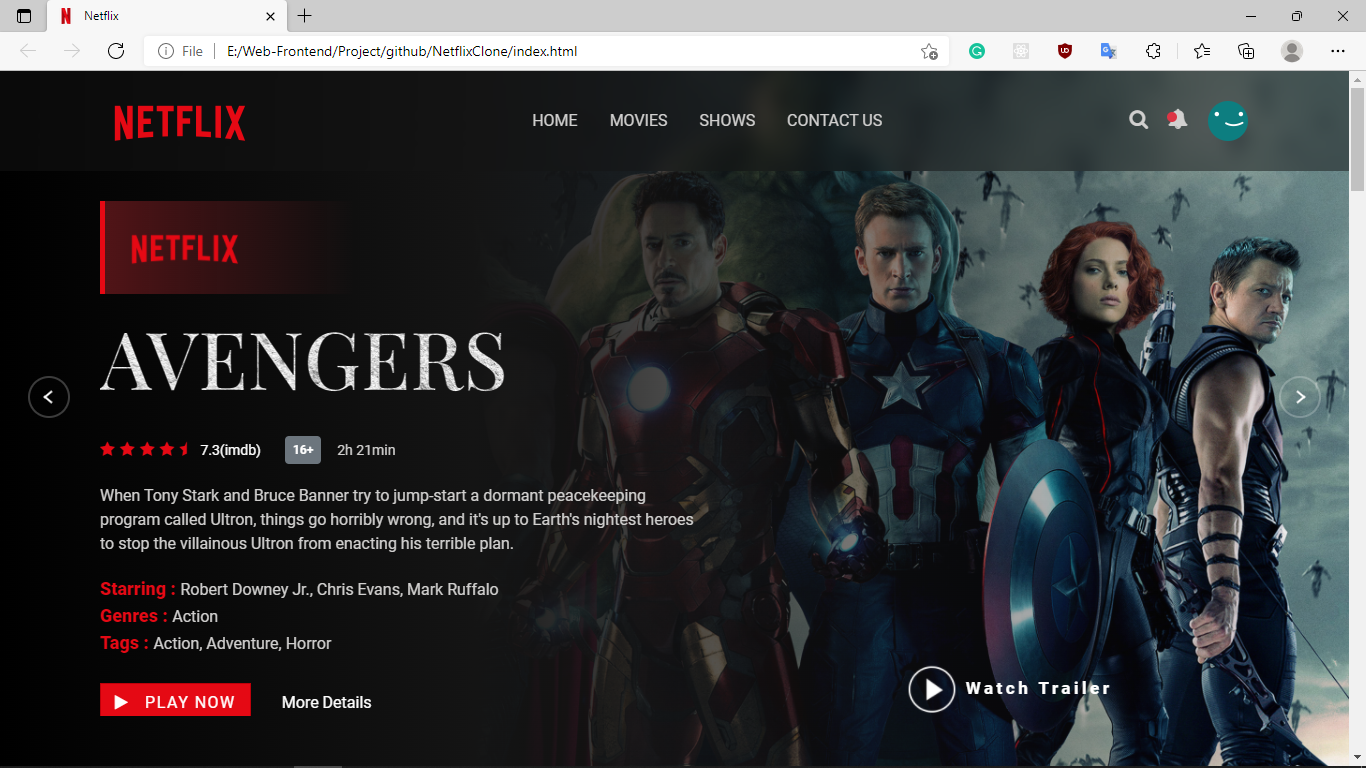 Netflix
File
E:/Web-Frontend/Project/github/NetflixClone/index.html
NETFLIX
HOME MOVIES SHOWS CONTACT US
NETFLIX
AVENGERS
7.3(imdb) 16+ 2h 21min
When Tony Stark and Bruce Banner try to jump-start a dormant peacekeeping
program called Ultron, things go horribly wrong, and it's up to Earth's nightest heroes
to stop the villainous Ultron from enacting his terrible plan.
Starring : Robert Downey Jr., Chris Evans, Mark Ruffalo
Genres : Action
Tags : Action, Adventure, Horror
PLAY NOW
More Details
Watch Trailer